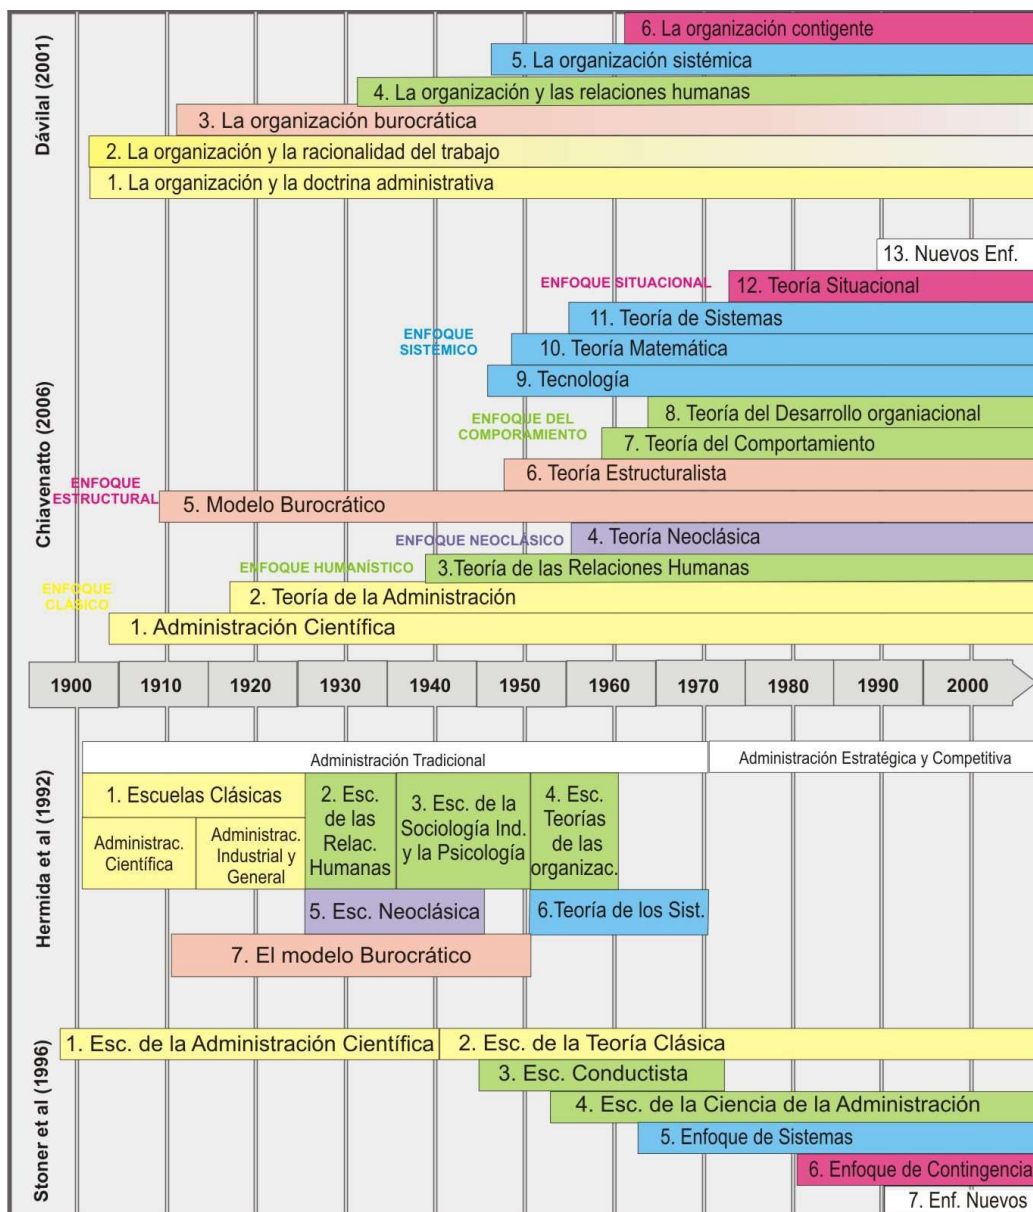 Dávilal (2001)
6. La organización contigente
5. La organización sistémica
4. La organización y las relaciones humanas
3. La organización burocrática
2. La organización y la racionalidad del trabajo
1. La organización y la doctrina administrativa
Chiavenatto (2006)
13. Nuevos Enf.
ENFOQUE SITUACIONAL
12. Teoría Situacional
11. Teoría de Sistemas
ENFOQUE
SISTÉMICO
10. Teoría Matemática
9. Tecnología
8. Teoría del Desarrollo organiacional
ENFOQUE DEL
COMPORAMIENTO
7. Teoría del Comportamiento
6. Teoría Estructuralista
ENFOQUE
ESTRUCTURAL
5. Modelo Burocrático
ENFOQUE NEOCLÁSICO
4. Teoría Neoclásica
ENFOQUE HUMANÍSTICO
3.Teoría de las Relaciones Humanas
ENFOQUE
CLÁSICO
2. Teoría de la Administración
1. Administración Científica
1900 1910 1920 1930 1940 1950 1960 1970 1980 1990 2000
Hermida et al (1992)
Administración Tradicional
Administración Estratégica y Competitiva
1. Escuelas Clásicas
Administrac.
Científica
Administrac.
Industrial y
General
2. Esc.
de las
Relac.
Humanas
3. Esc. de la
Sociología Ind.
y la Psicología
4. Esc.
Teorías
de las
organizac.
5. Esc. Neoclásica
6.Teoría de los Sist.
7. El modelo Burocrático
Stoner et al (1996)
1. Esc. de la Administración Científica
2. Esc. de la Teoría Clásica
3. Esc. Conductista
4. Esc. de la Ciencia de la Administración
5. Enfoque de Sistemas
6. Enfoque de Contingencia
7. Enf. Nuevos